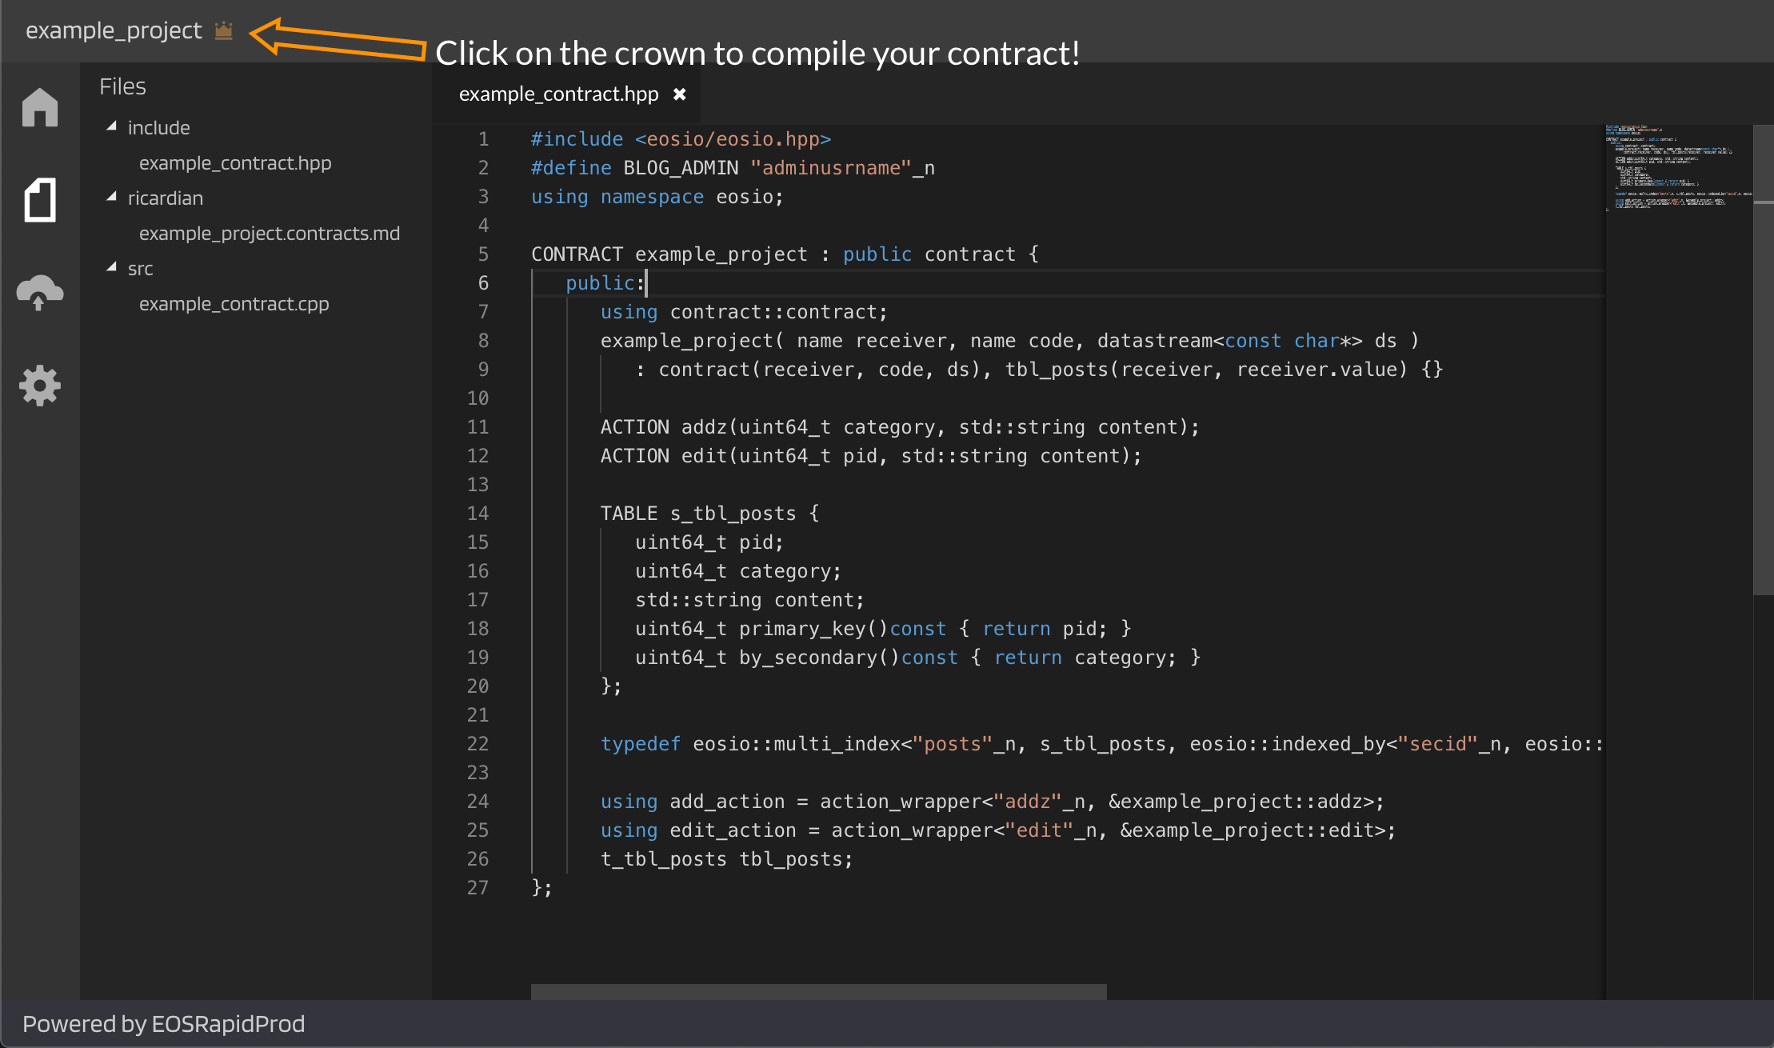 example_project
Click on the crown to compile your contract!
Files
include
example_contract.hpp
ricardian
example_project.contracts.md
src
example_contract.cpp
example_contract.hpp ✖
1 #include <eosio/eosio.hpp>
2 #define BLOG_ADMIN "adminusrname"_n
3 using namespace eosio;
4
5 CONTRACT example_project : public contract {
6 public:
7 using contract::contract;
8 example_project( name receiver, name code, datastream<const char*> ds )
9 : contract(receiver, code, ds), tbl_posts(receiver, receiver.value) {}
10
11 ACTION addz(uint64_t category, std::string content);
12 ACTION edit(uint64_t pid, std::string content);
13
14 TABLE s_tbl_posts {
15 uint64_t pid;
16 uint64_t category;
17 std::string content;
18 uint64_t primary_key()const { return pid; }
19 uint64_t by_secondary()const { return category; }
20 };
21
22 typedef eosio::multi_index<"posts"_n, s_tbl_posts, eosio::indexed_by<"secid"_n, eosio::
23
24 using add_action = action_wrapper<"addz"_n, &example_project::addz>;
25 using edit_action = action_wrapper<"edit"_n, &example_project::edit>;
26 t_tbl_posts tbl_posts;
27 };
Powered by EOSRapidProd